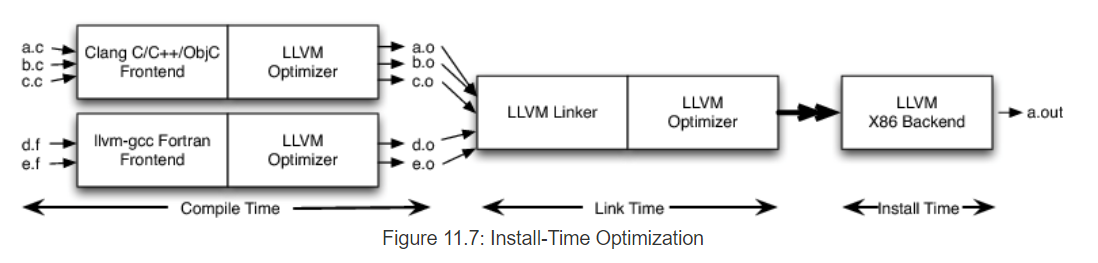 a.c
b.c
c.c
Clang C/C++/ObjC
Frontend
LLVM
Optimizer
a.o
b.o
c.o
d.f
e.f
llvm-gcc Fortran
Frontend
LLVM
Optimizer
d.o
e.o
LLVM Linker
LLVM
Optimizer
LLVM
X86 Backend
a.out
Compile Time
Link Time
Install Time
Figure 11.7: Install-Time Optimization